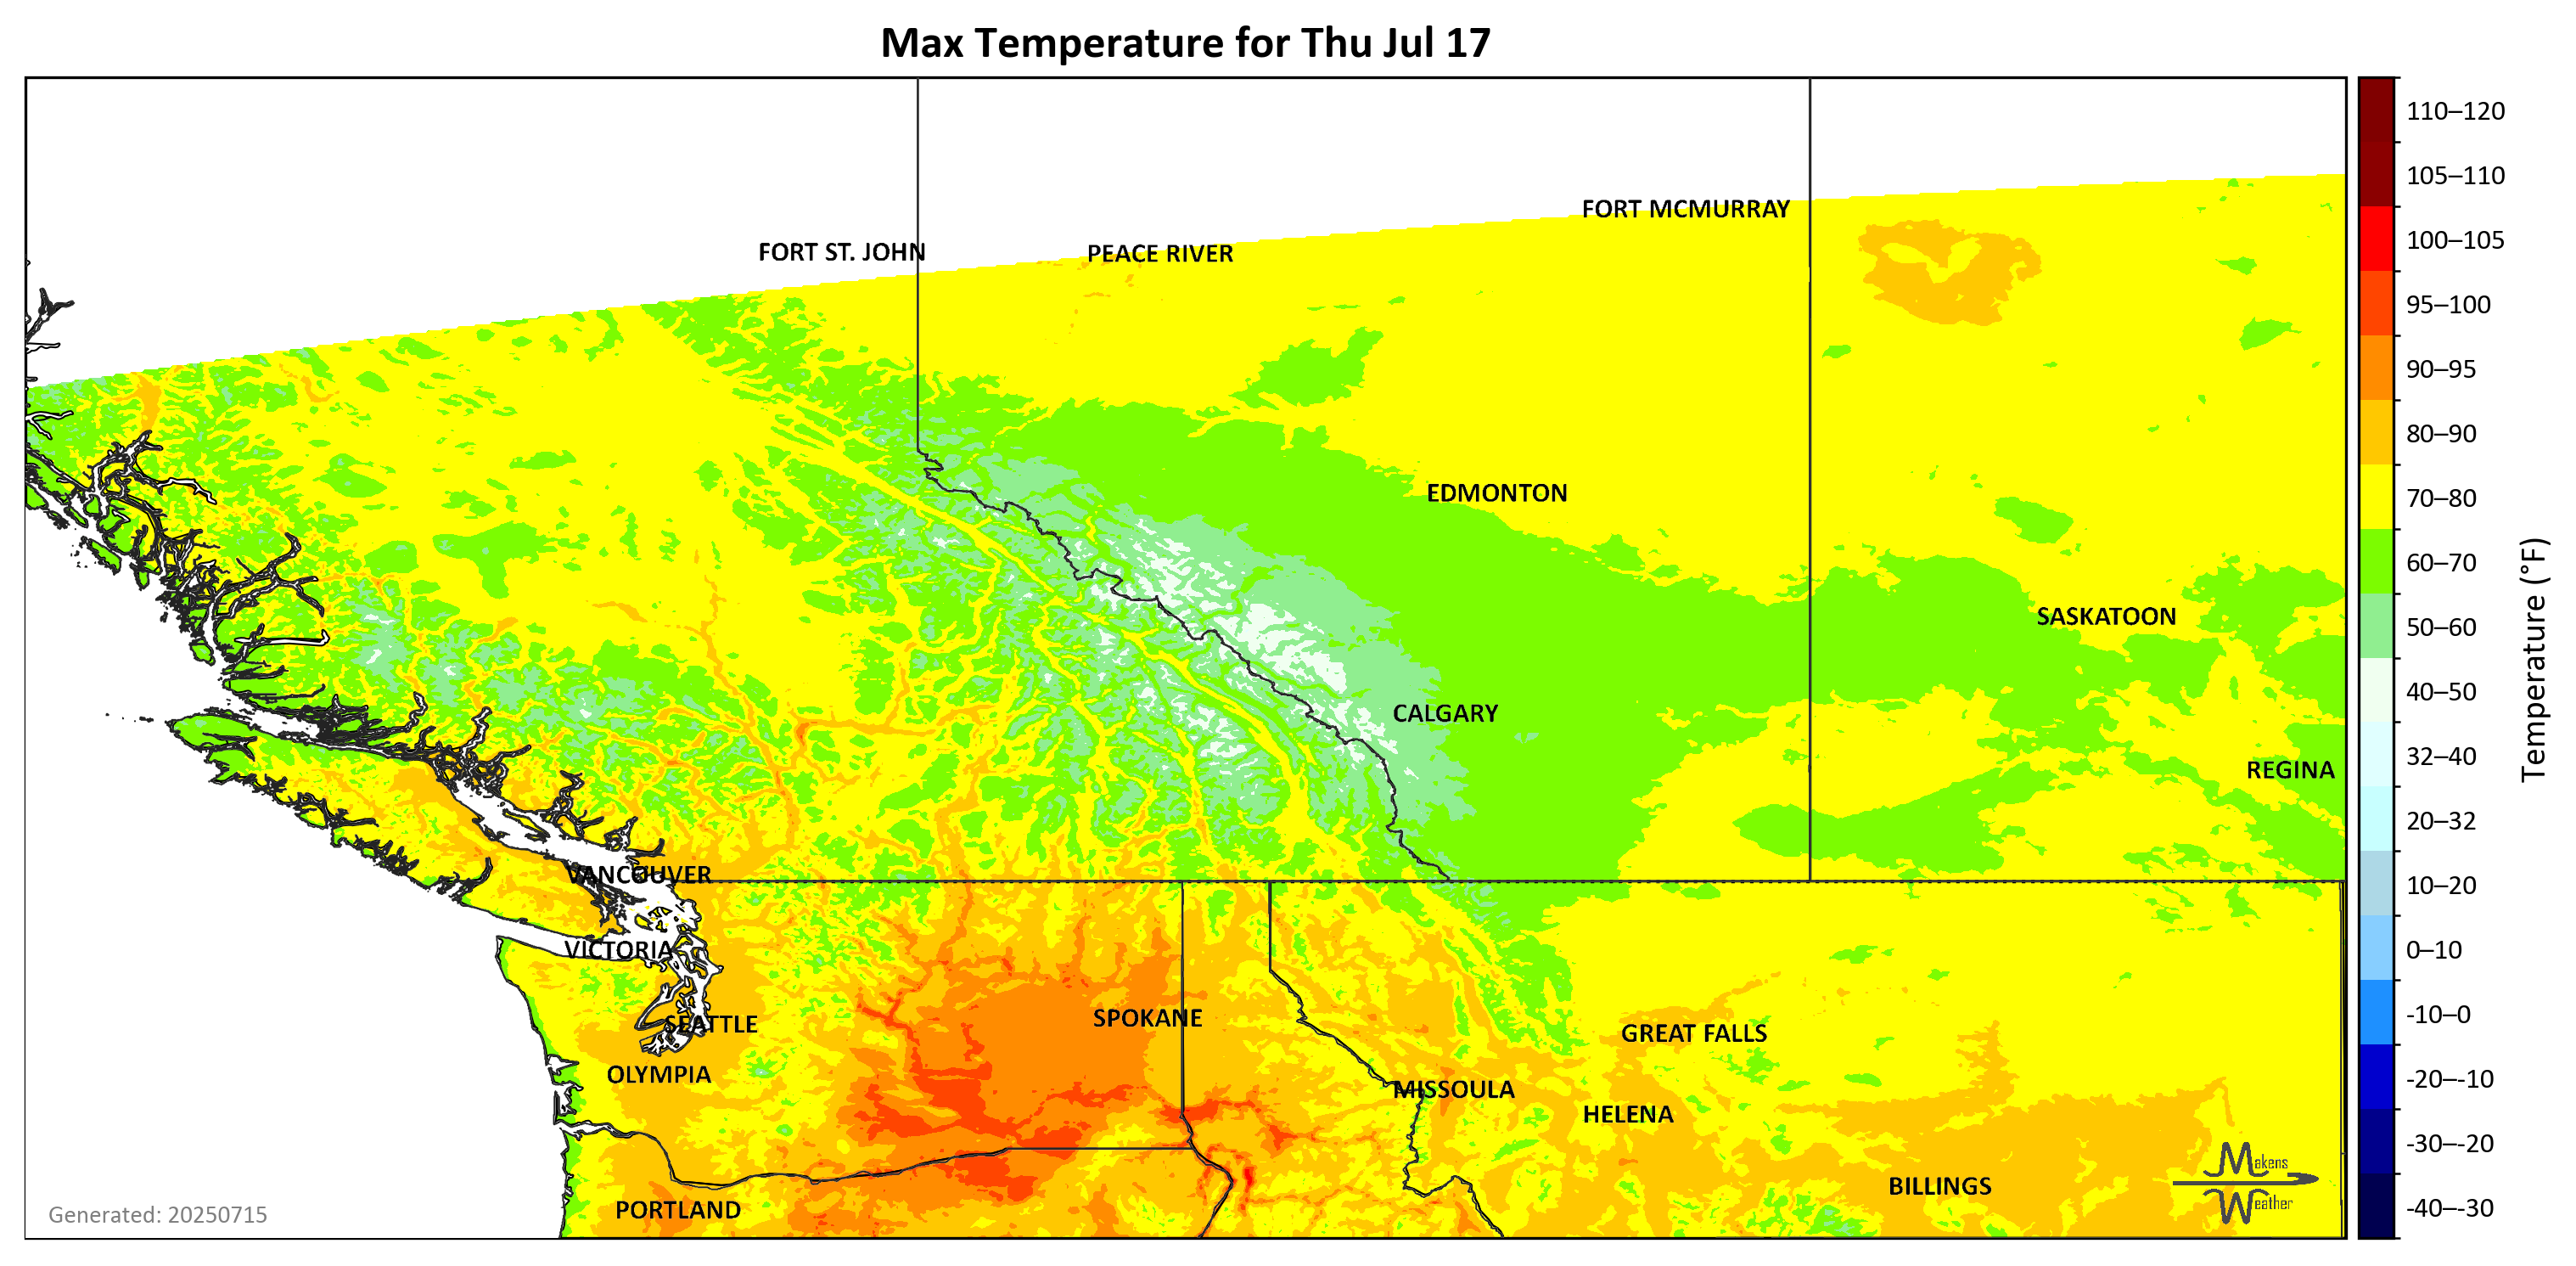 Max Temperature for Thu Jul 17
110–120
105–110
FORT MCMURRAY
100–105
FORT ST. JOHN
PEACE RIVER
95–100
90–95
80–90
EDMONTON
70–80
60–70
SASKATOON
50–60
Temperature (°F)
40–50
CALGARY
32–40
REGINA
20–32
VANCOUVER
10–20
VICTORIA
0–10
SPOKANE
-10–0
SEATTLE
GREAT FALLS
OLYMPIA
-20–-10
MISSOULA
HELENA
-30–-20
Makens
Weather
BILLINGS
PORTLAND
-40–-30
Generated: 20250715